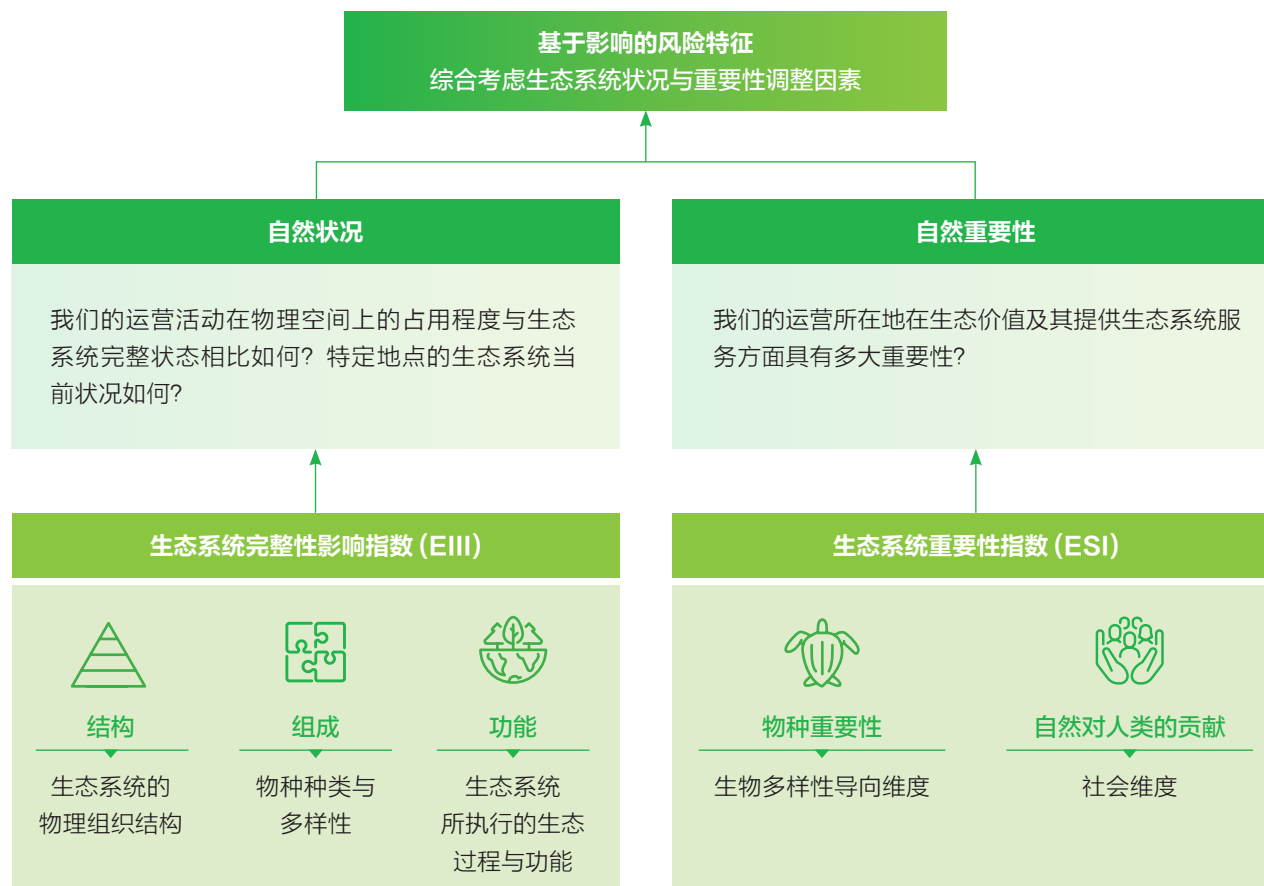 基于影响的风险特征
综合考虑生态系统状况与重要性调整因素
自然状况
我们的运营活动在物理空间上的占用程度与生态
系统完整状态相比如何？特定地点的生态系统当
前状况如何？
自然重要性
我们的运营所在地在生态价值及其提供生态系统服
务方面具有多大重要性？
生态系统完整性影响指数 (EIII)
结构
生态系统的
物理组织结构
组成
物种种类与
多样性
功能
生态系统
所执行的生态
过程与功能
生态系统重要性指数 (ESI)
物种重要性
生物多样性导向维度
自然对人类的贡献
社会维度